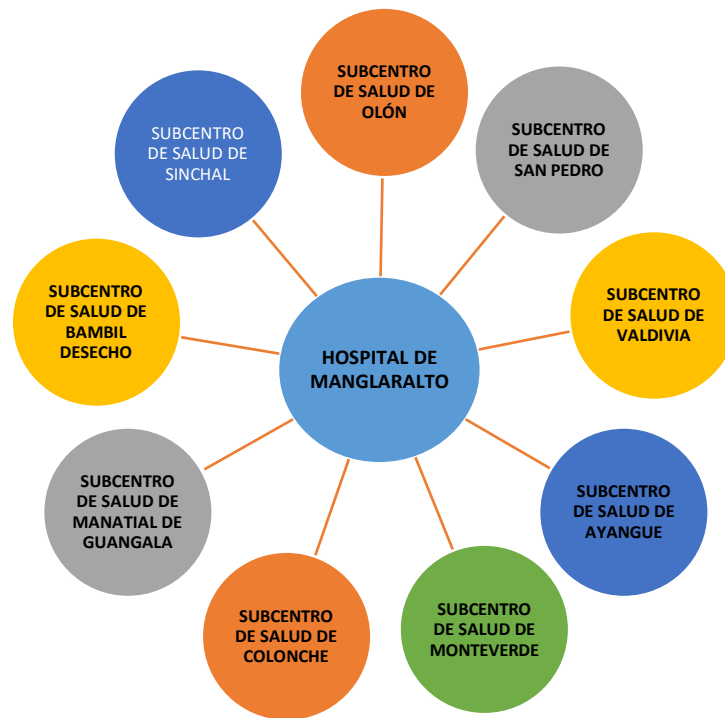 SUBCENTRO
DE SALUD DE
OLÓN
SUBCENTRO
DE SALUD DE
SAN PEDRO
SUBCENTRO
DE SALUD DE
VALDIVIA
SUBCENTRO
DE SALUD DE
AYANGUE
SUBCENTRO
DE SALUD DE
MONTEVERDE
SUBCENTRO
DE SALUD DE
COLONCHE
SUBCENTRO
DE SALUD DE
MANATIAL DE
GUANGALA
SUBCENTRO
DE SALUD DE
BAMBIL
DESECHO
SUBCENTRO
DE SALUD DE
SINCHAL
HOSPITAL DE
MANGLARALTO